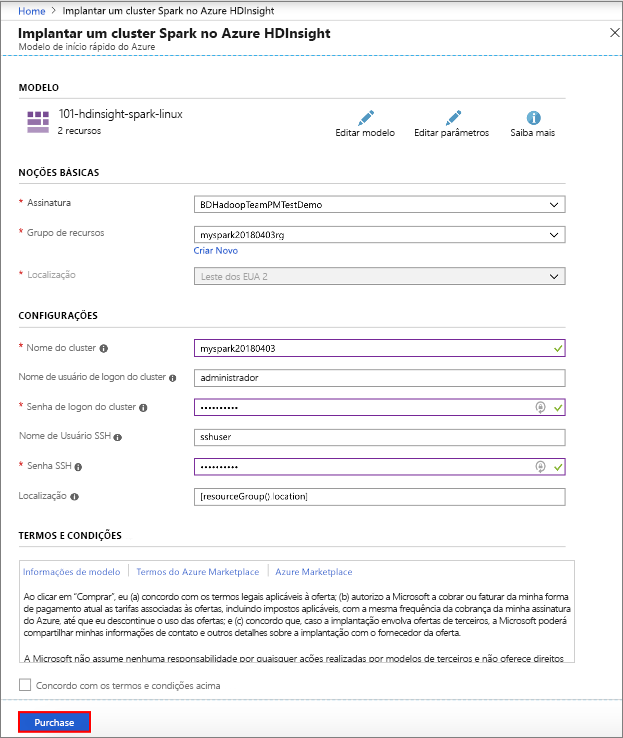 Home > Implantar um cluster Spark no Azure HDInsight
Implantar um cluster Spark no Azure HDInsight
Modelo de início rápido do Azure
MODELO
101-hdinsight-spark-linux
2 recursos
Editar modelo
Editar parâmetros
Saiba mais
NOÇÕES BÁSICAS
* Assinatura
BDHadoopTeamPMTestDemo
* Grupo de recursos
myspark20180403rg
Criar Novo
* Localização
Leste dos EUA 2
CONFIGURAÇÕES
* Nome do cluster
myspark20180403
Nome de usuário de logon do cluster
administrador
* Senha de logon do cluster
••••••••••
Nome de Usuário SSH
sshuser
* Senha SSH
••••••••••
Localização
[resourceGroup() location]
TERMOS E CONDIÇÕES
Informações de modelo | Termos do Azure Marketplace | Azure Marketplace
Ao clicar em "Comprar", eu (a) concordo com os termos legais aplicáveis à oferta; (b) autorizo a Microsoft a cobrar ou faturar da minha forma
de pagamento atual as tarifas associadas às ofertas, incluindo impostos aplicáveis, com a mesma frequência da cobrança da minha assinatura
do Azure, até que eu descontinue o uso das ofertas; e (c) concordo que, caso a implantação envolva ofertas de terceiros, a Microsoft poderá
compartilhar minhas informações de contato e outros detalhes sobre a implantação com o fornecedor da oferta.
A Microsoft não assume nenhuma responsabilidade por quaisquer ações realizadas por modelos de terceiros e não oferece direitos
Concordo com os termos e condições acima
Purchase